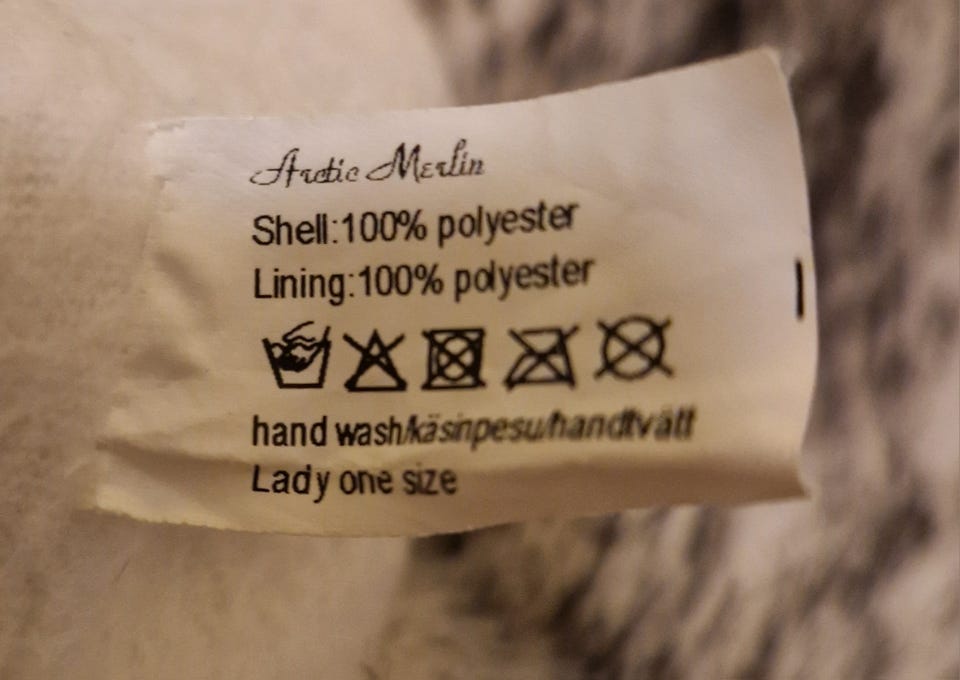 Arctic Merlin
Shell:100% polyester
Lining:100% polyester
hand wash/käsinpesu/handtvätt
Lady one size